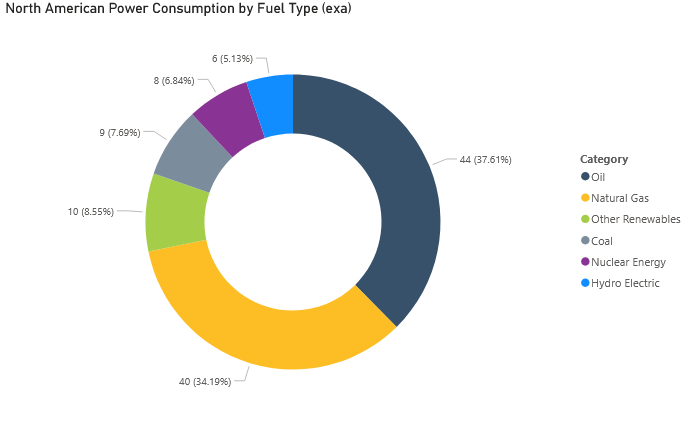 North American Power Consumption by Fuel Type (exa)
6 (5.13%)
8 (6.84%)
9 (7.69%)
10 (8.55%)
44 (37.61%)
40 (34.19%)
Category
Oil
Natural Gas
Other Renewables
Coal
Nuclear Energy
Hydro Electric